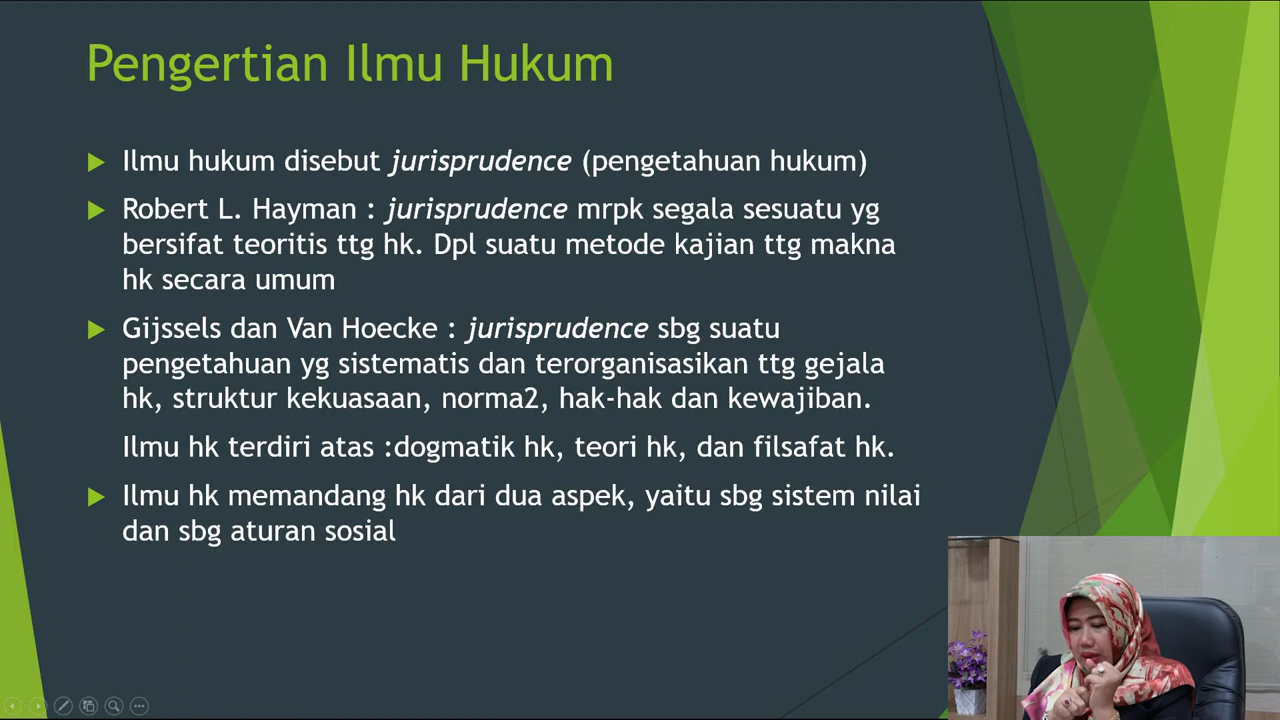 Pengertian Ilmu Hukum
Ilmu hukum disebut jurisprudence (pengetahuan hukum)
Robert L. Hayman : jurisprudence mrpk segala sesuatu yg
bersifat teoritis ttg hk. Dpl suatu metode kajian ttg makna
hk secara umum
Gijssels dan Van Hoecke : jurisprudence sbg suatu
pengetahuan yg sistematis dan terorganisasikan ttg gejala
hk, struktur kekuasaan, norma2, hak-hak dan kewajiban.
Ilmu hk terdiri atas :dogmatik hk, teori hk, dan filsafat hk.
Ilmu hk memandang hk dari dua aspek, yaitu sbg sistem nilai
dan sbg aturan sosial